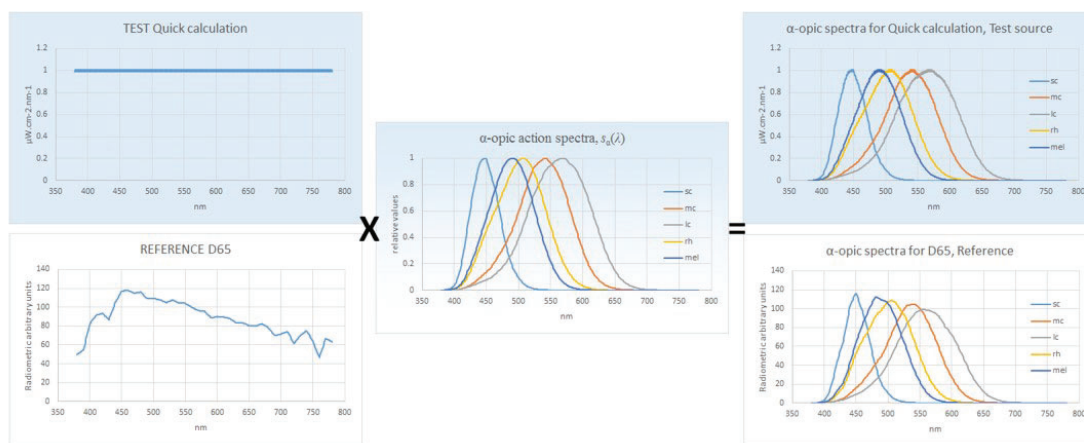 TEST Quick calculation
1.2
1
0.8
0.6
0.4
0.2
0
µW.cm-2.nm-1
350 400 450 500 550 600 650 700 750 800
nm
REFERENCE D65
140
120
100
80
60
40
20
0
Radiometric arbitrary units
350 400 450 500 550 600 650 700 750 800
nm
X
α-opic action spectra, sα(λ)
1
0.8
0.6
0.4
0.2
0
relative values
350 400 450 500 550 600 650 700 750 800
nm
sc
mc
lc
rh
mel
=
α-opic spectra for Quick calculation, Test source
1.2
1
0.8
0.6
0.4
0.2
0
µW.cm-2.nm-1
350 400 450 500 550 600 650 700 750 800
nm
sc
mc
lc
rh
mel
α-opic spectra for D65, Reference
140
120
100
80
60
40
20
0
Radiometric arbitrary units
350 400 450 500 550 600 650 700 750 800
nm
sc
mc
lc
rh
mel